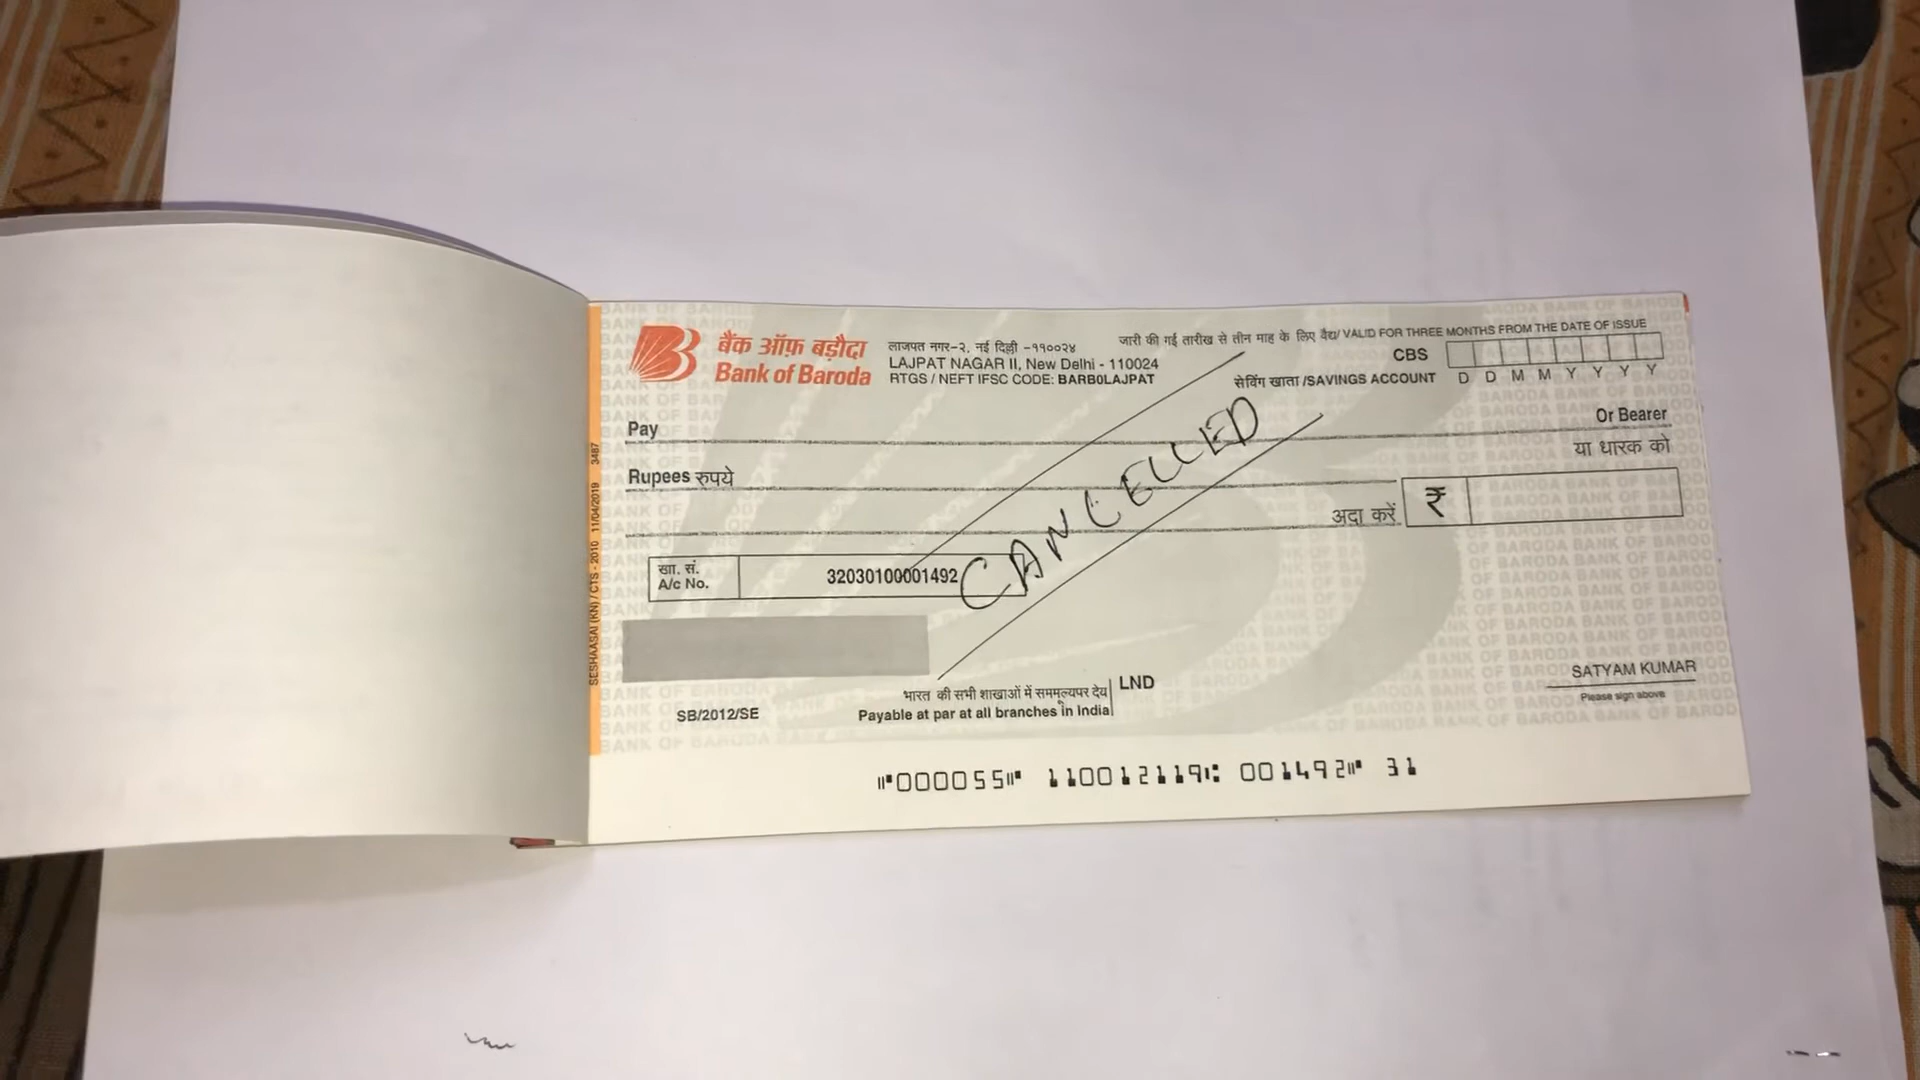 बैंक ऑफ़ बड़ौदा
Bank of Baroda
लाजपत नगर-२, नई दिल्ली -११००२४
LAJPAT NAGAR II, New Delhi - 110024
RTGS / NEFT IFSC CODE: BARB0LAJPAT
जारी की गई तारीख से तीन माह के लिए वैद्य/ VALID FOR THREE MONTHS FROM THE DATE OF ISSUE
CBS
सेविंग खाता /SAVINGS ACCOUNT
D D M M Y Y Y Y
Pay
Or Bearer
या धारक को
Rupees रुपये
अदा करें
₹
CANCELLED
खा. सं.
A/c No.
32030100001492
SESHAASAI (KN) / CTS - 2010 11/04/2019 3487
SB/2012/SE
भारत की सभी शाखाओं में सममूल्यपर देय
Payable at par at all branches in India
LND
SATYAM KUMAR
Please sign above
⑈000055⑈ 110012119⑆ 001492⑈ 31